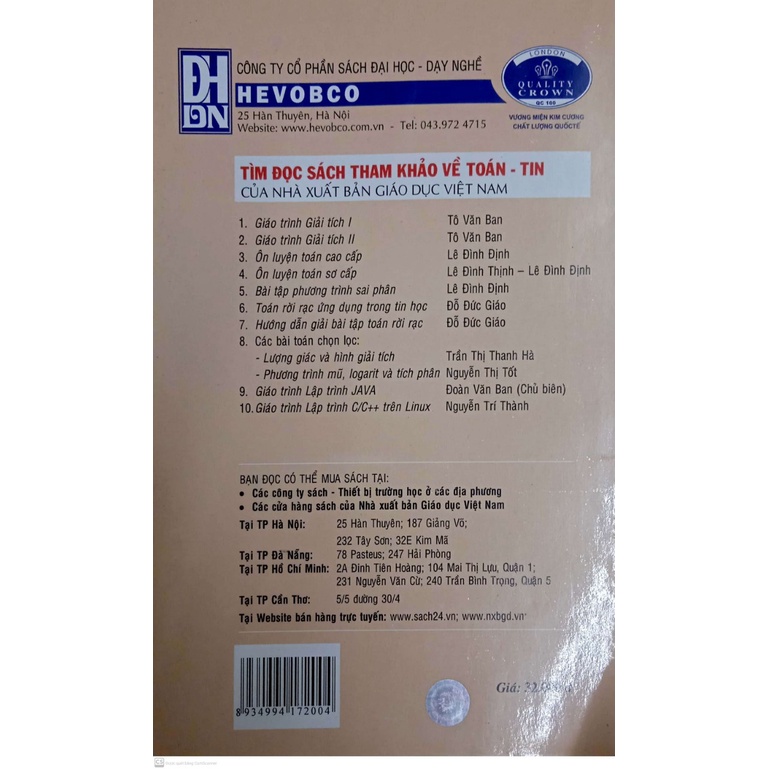 ĐH
DN
CÔNG TY CỔ PHẦN SÁCH ĐẠI HỌC - DẠY NGHỀ
HEVOBCO
25 Hàn Thuyên, Hà Nội
Website: www.hevobco.com.vn - Tel: 043.972 4715
LONDON
QUALITY
CROWN
QC 100
VƯƠNG MIỆN KIM CƯƠNG
CHẤT LƯỢNG QUỐC TẾ
TÌM ĐỌC SÁCH THAM KHẢO VỀ TOÁN - TIN
CỦA NHÀ XUẤT BẢN GIÁO DỤC VIỆT NAM
1. Giáo trình Giải tích I Tô Văn Ban
2. Giáo trình Giải tích II Tô Văn Ban
3. Ôn luyện toán cao cấp Lê Đình Định
4. Ôn luyện toán sơ cấp Lê Đình Thịnh – Lê Đình Định
5. Bài tập phương trình sai phân Lê Đình Định
6. Toán rời rạc ứng dụng trong tin học Đỗ Đức Giáo
7. Hướng dẫn giải bài tập toán rời rạc Đỗ Đức Giáo
8. Các bài toán chọn lọc:
- Lượng giác và hình giải tích Trần Thị Thanh Hà
- Phương trình mũ, logarit và tích phân Nguyễn Thị Tốt
9. Giáo trình Lập trình JAVA Đoàn Văn Ban (Chủ biên)
10. Giáo trình Lập trình C/C++ trên Linux Nguyễn Trí Thành
BẠN ĐỌC CÓ THỂ MUA SÁCH TẠI:
• Các công ty sách - Thiết bị trường học ở các địa phương
• Các cửa hàng sách của Nhà xuất bản Giáo dục Việt Nam
Tại TP Hà Nội: 25 Hàn Thuyên; 187 Giảng Võ;
232 Tây Sơn; 32E Kim Mã
Tại TP Đà Nẵng: 78 Pasteus; 247 Hải Phòng
Tại TP Hồ Chí Minh: 2A Đinh Tiên Hoàng; 104 Mai Thị Lựu, Quận 1;
231 Nguyễn Văn Cừ; 240 Trần Bình Trọng, Quận 5
Tại TP Cần Thơ: 5/5 đường 30/4
Tại Website bán hàng trực tuyến: www.sach24.vn; www.nxbgd.vn
8 934994 172004
Giá: